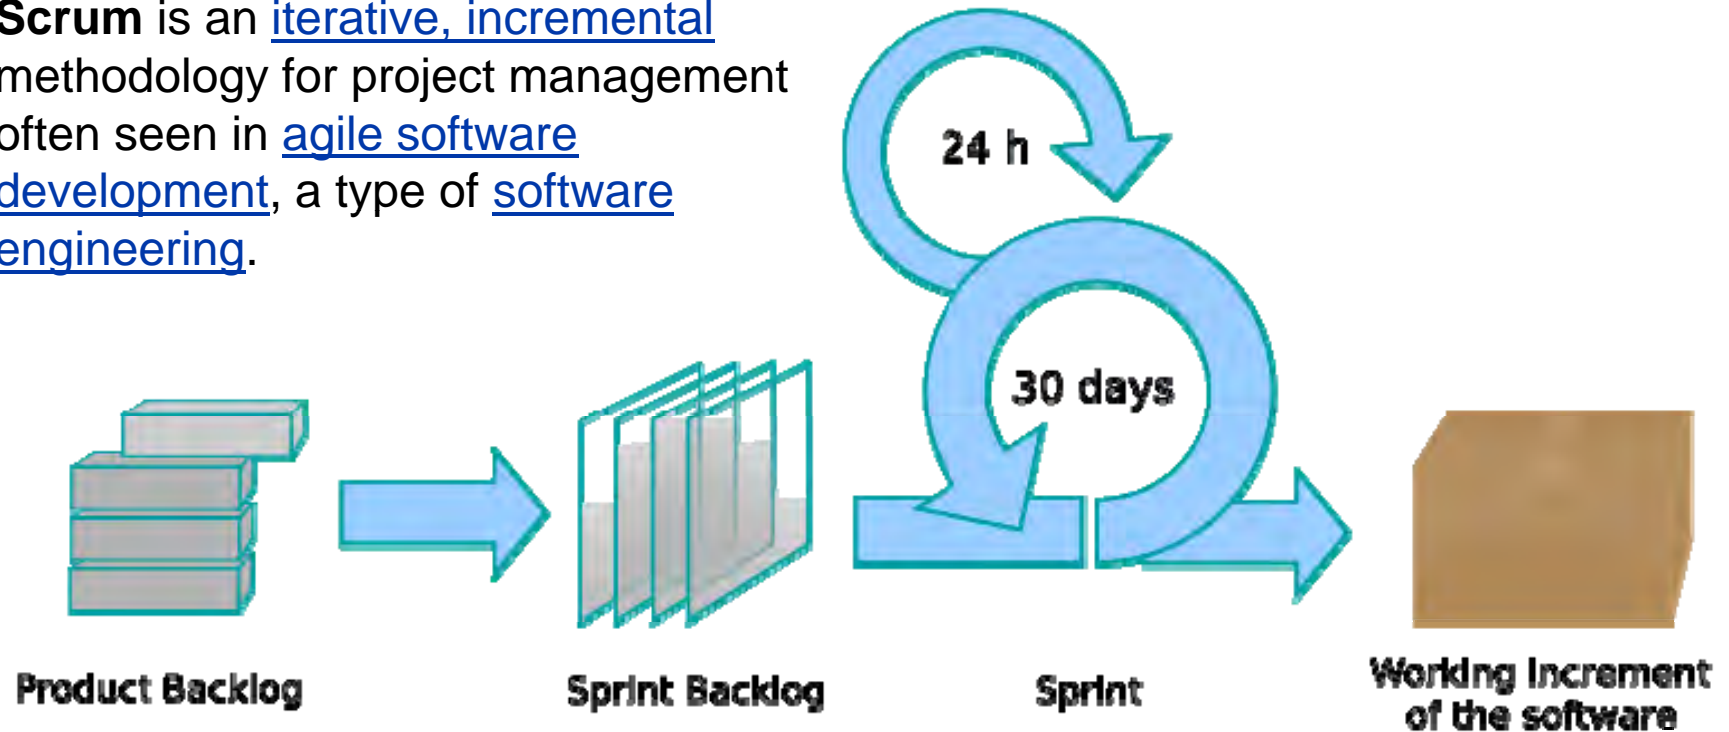 Scrum is an iterative, incremental
methodology for project management
often seen in agile software
development, a type of software
engineering.
24 h
30 days
Product Backlog
Sprint Backlog
Sprint
Working increment
of the software